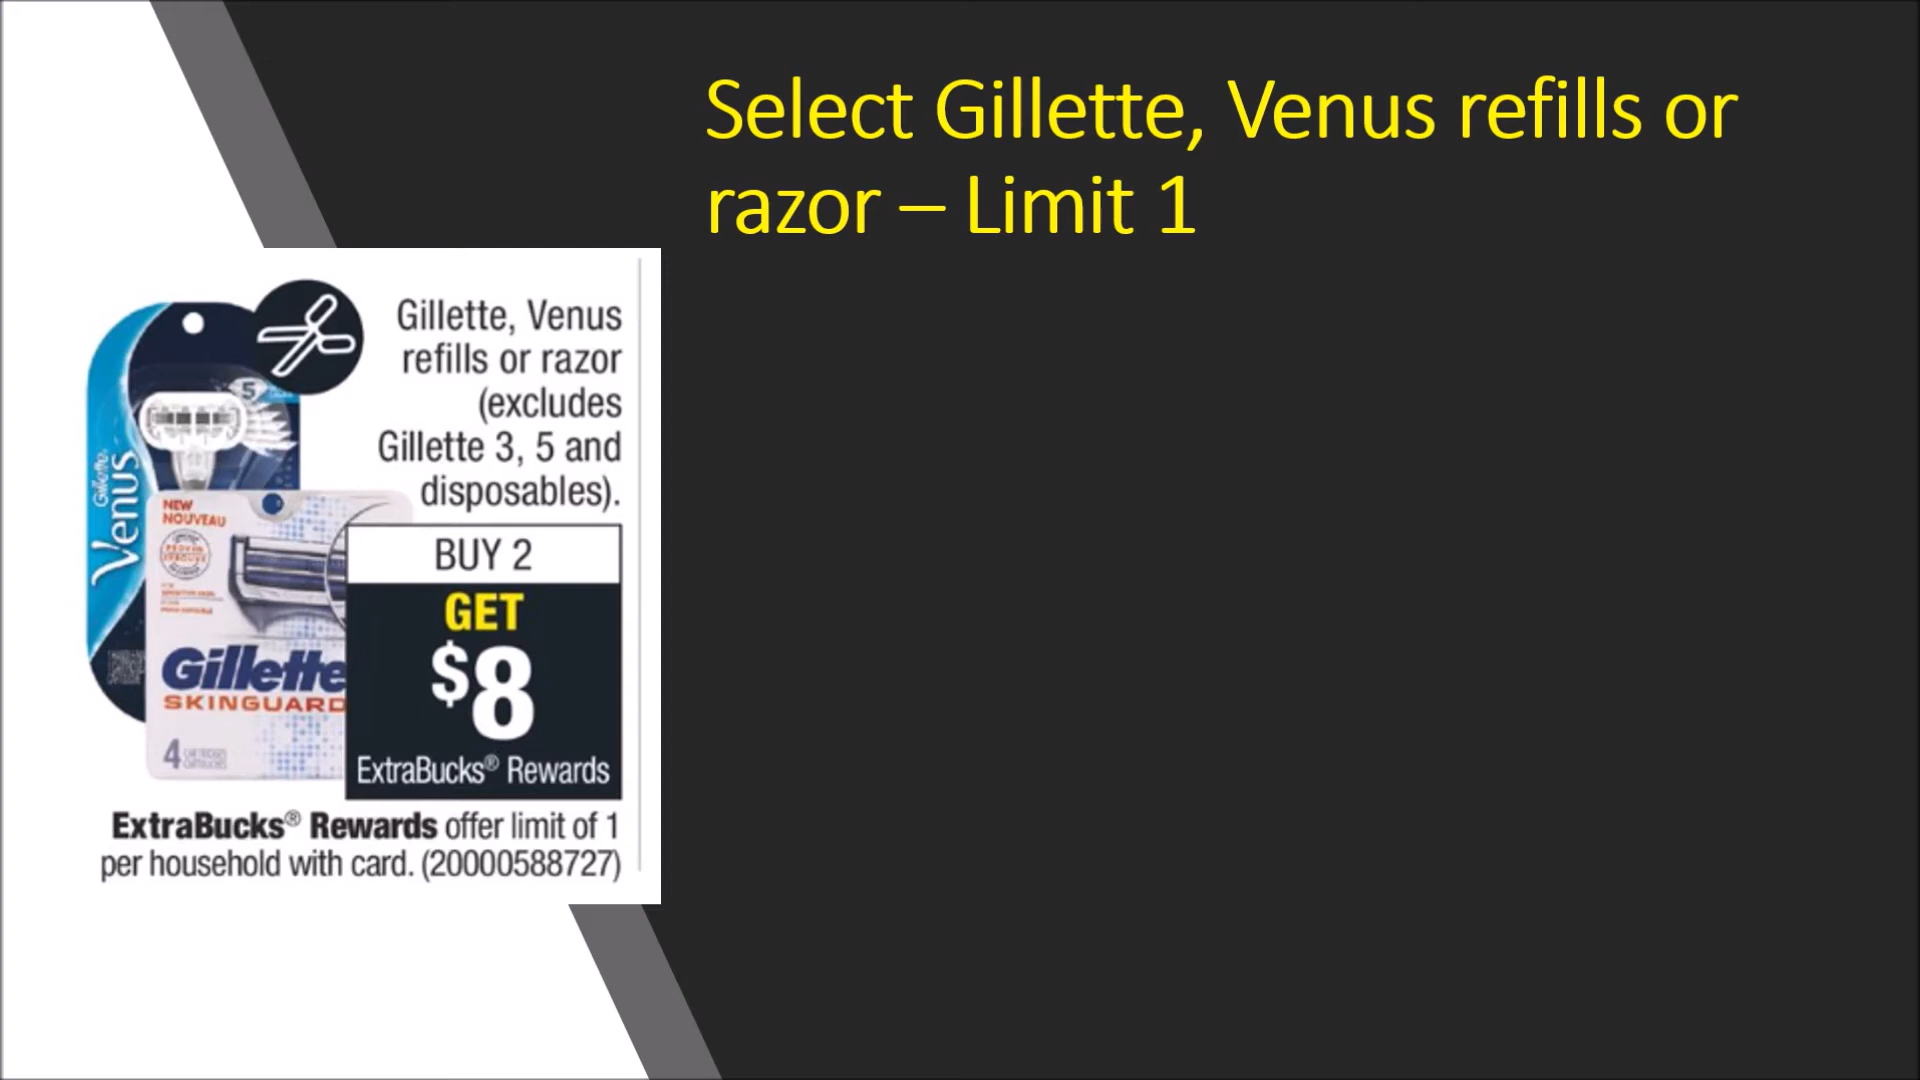 Select Gillette, Venus refills or
razor – Limit 1
Gillette, Venus
refills or razor
(excludes
Gillette 3, 5 and
disposables).
BUY 2
GET
$8
ExtraBucks® Rewards
ExtraBucks® Rewards offer limit of 1
per household with card. (20000588727)
5
Gillette
Venus
NEW
NOUVEAU
Gillette
SKINGUARD
4